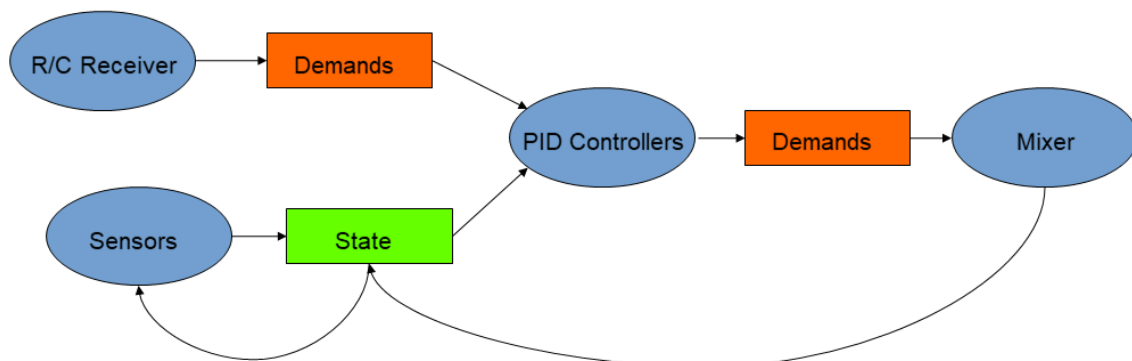 R/C Receiver
Demands
PID Controllers
Demands
Mixer
Sensors
State